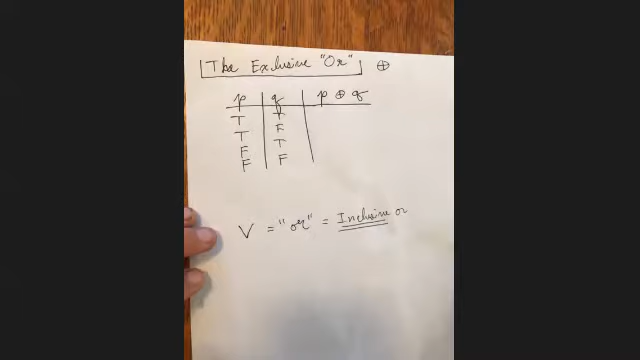 The Exclusive "Or" ⊕
p q p ⊕ q
T T
T F
F T
F F
V = "or" = Inclusive or